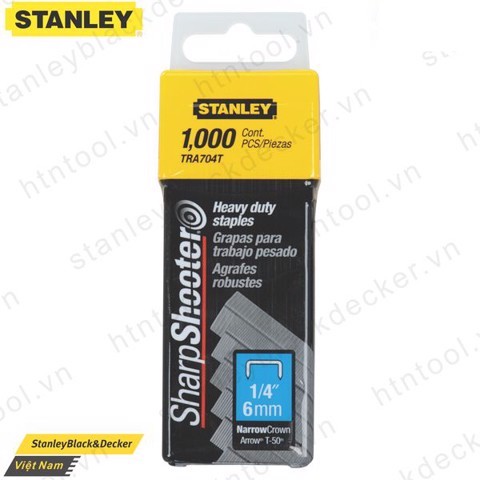 STANLEY
STANLEY
1,000 Cont.
PCS/Piezas
TRA704T
SharpShooter
Heavy duty
staples
Grapas para
trabajo pesado
Agrafes
robustes
1/4"
6mm
NarrowCrown
Arrow® T-50®
StanleyBlack&Decker
Việt Nam
htntool.vn
stanleyblackdecker.vn